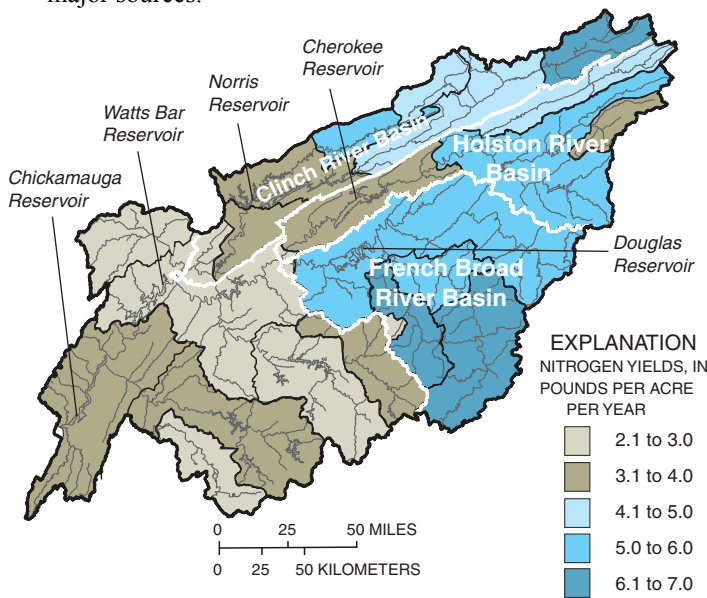 major sources.
Cherokee
Reservoir
Norris
Reservoir
Watts Bar
Reservoir
Chickamauga
Reservoir
Clinch River Basin
Holston River
Basin
Douglas
Reservoir
French Broad
River Basin
EXPLANATION
NITROGEN YIELDS, IN
POUNDS PER ACRE
PER YEAR
2.1 to 3.0
3.1 to 4.0
4.1 to 5.0
5.0 to 6.0
6.1 to 7.0
0 25 50 MILES
0 25 50 KILOMETERS